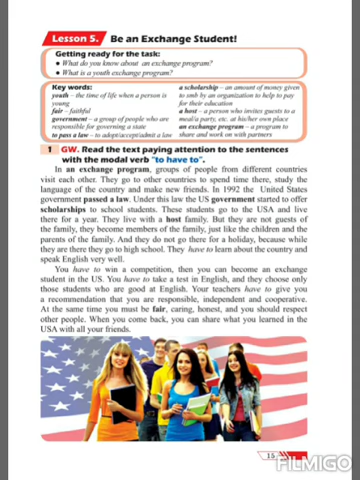 Lesson 5. Be an Exchange Student!
Getting ready for the task:
• What do you know about an exchange program?
• What is a youth exchange program?
Key words:
youth – the time of life when a person is
young
fair – faithful
government – a group of people who are
responsible for governing a state
to pass a law – to adopt/accept/admit a law
a scholarship – an amount of money given
to smb by an organization to help to pay
for their education
a host – a person who invites guests to a
meal/a party, etc. at his/her own place
an exchange program – a program to
share and work on with partners
1 GW. Read the text paying attention to the sentences
with the modal verb "to have to".
In an exchange program, groups of people from different countries
visit each other. They go to other countries to spend time there, study the
language of the country and make new friends. In 1992 the United States
government passed a law. Under this law the US government started to offer
scholarships to school students. These students go to the USA and live
there for a year. They live with a host family. But they are not guests of
the family, they become members of the family, just like the children and the
parents of the family. And they do not go there for a holiday, because while
they are there they go to high school. They have to learn about the country and
speak English very well.
You have to win a competition, then you can become an exchange
student in the US. You have to take a test in English, and they choose only
those students who are good at English. Your teachers have to give you
a recommendation that you are responsible, independent and cooperative.
At the same time you must be fair, caring, honest, and you should respect
other people. When you come back, you can share what you learned in the
USA with all your friends.
15
FILMIGO